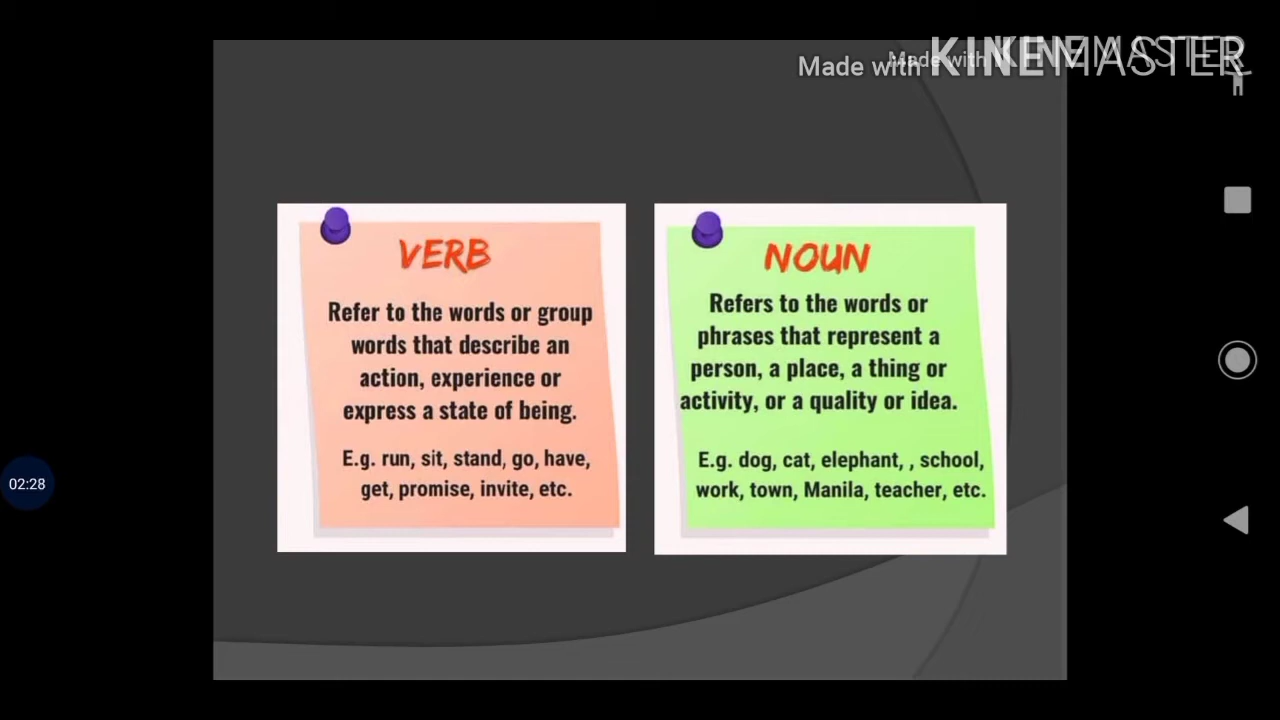 Made with KINEMASTER
Made with KINEMASTER
VERB
Refer to the words or group
words that describe an
action, experience or
express a state of being.
E.g. run, sit, stand, go, have,
get, promise, invite, etc.
NOUN
Refers to the words or
phrases that represent a
person, a place, a thing or
activity, or a quality or idea.
E.g. dog, cat, elephant, , school,
work, town, Manila, teacher, etc.
02:28